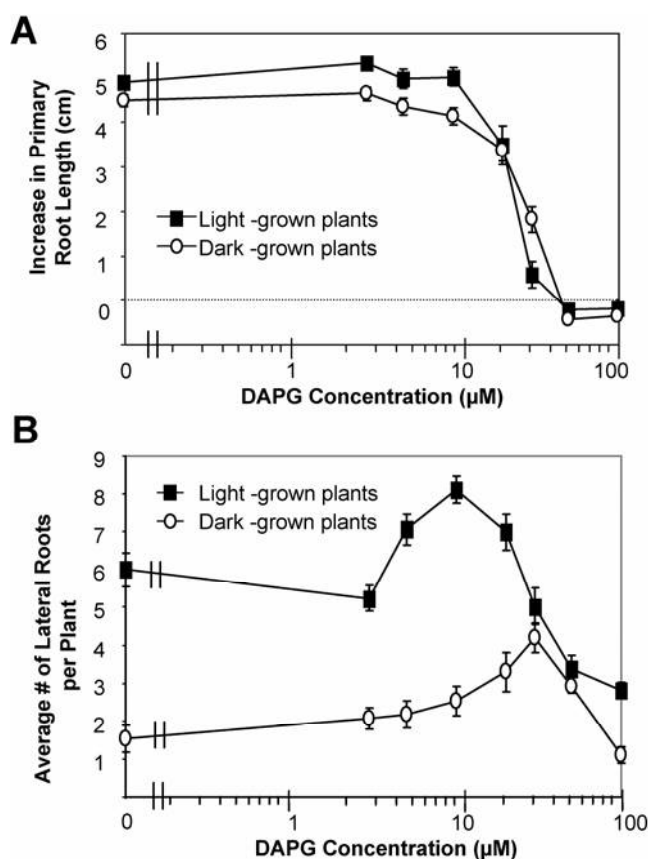 A
Increase in Primary
Root Length (cm)
6
5
4
3
2
1
0
Light -grown plants
Dark -grown plants
0 1 10 100
DAPG Concentration (µM)
B
Average # of Lateral Roots
per Plant
9
8
7
6
5
4
3
2
1
Light -grown plants
Dark -grown plants
0 1 10 100
DAPG Concentration (µM)